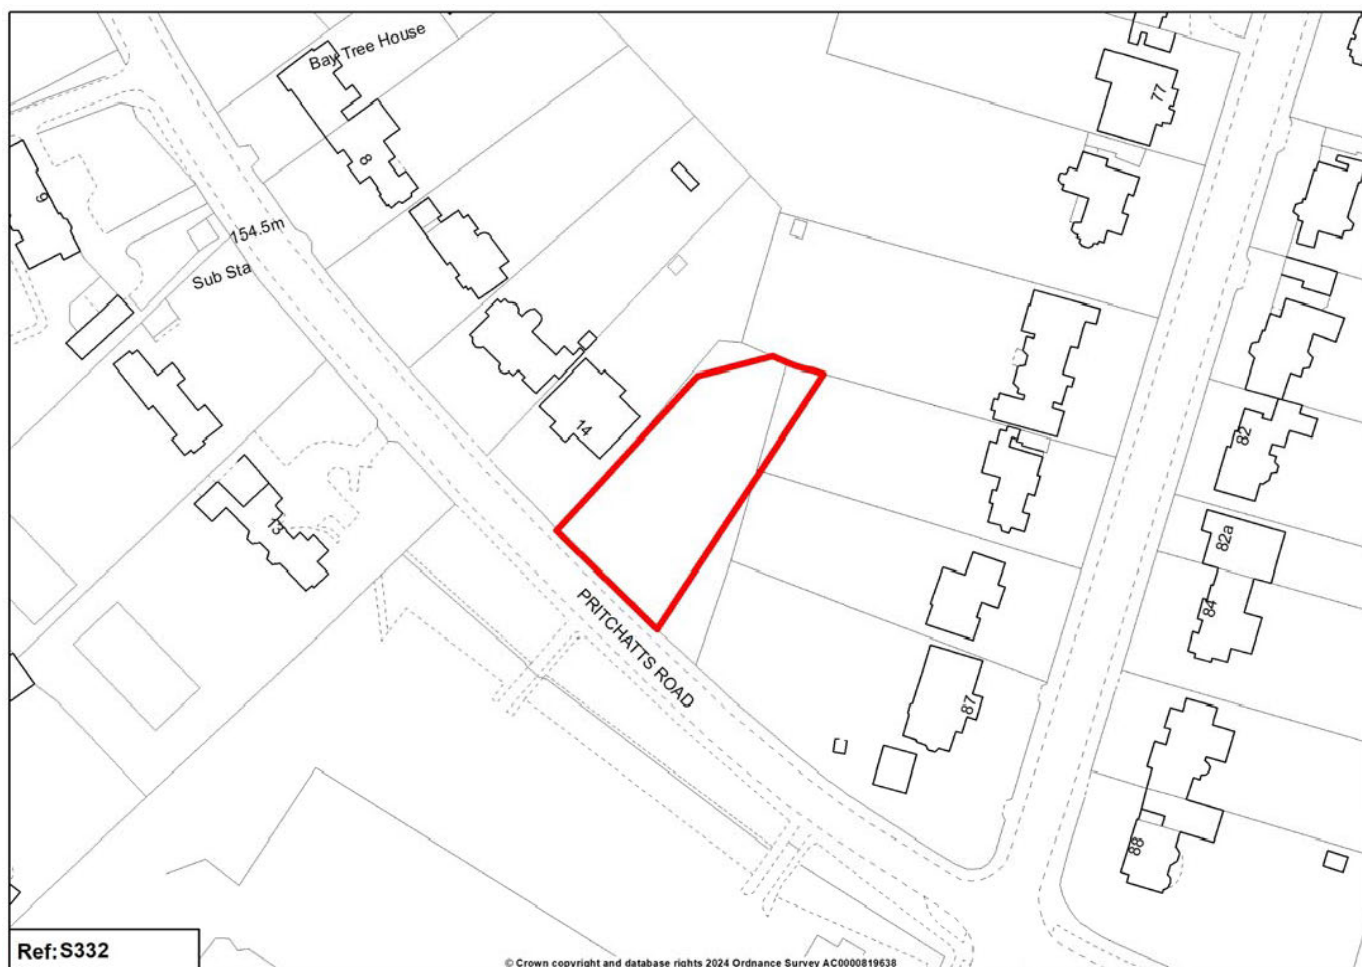 Bay Tree House
77
8
9
154.5m
Sub Sta
14
82
13
82a
84
PRITCHATTS ROAD
87
88
Ref:S332
© Crown copyright and database rights 2024 Ordnance Survey AC0000819638